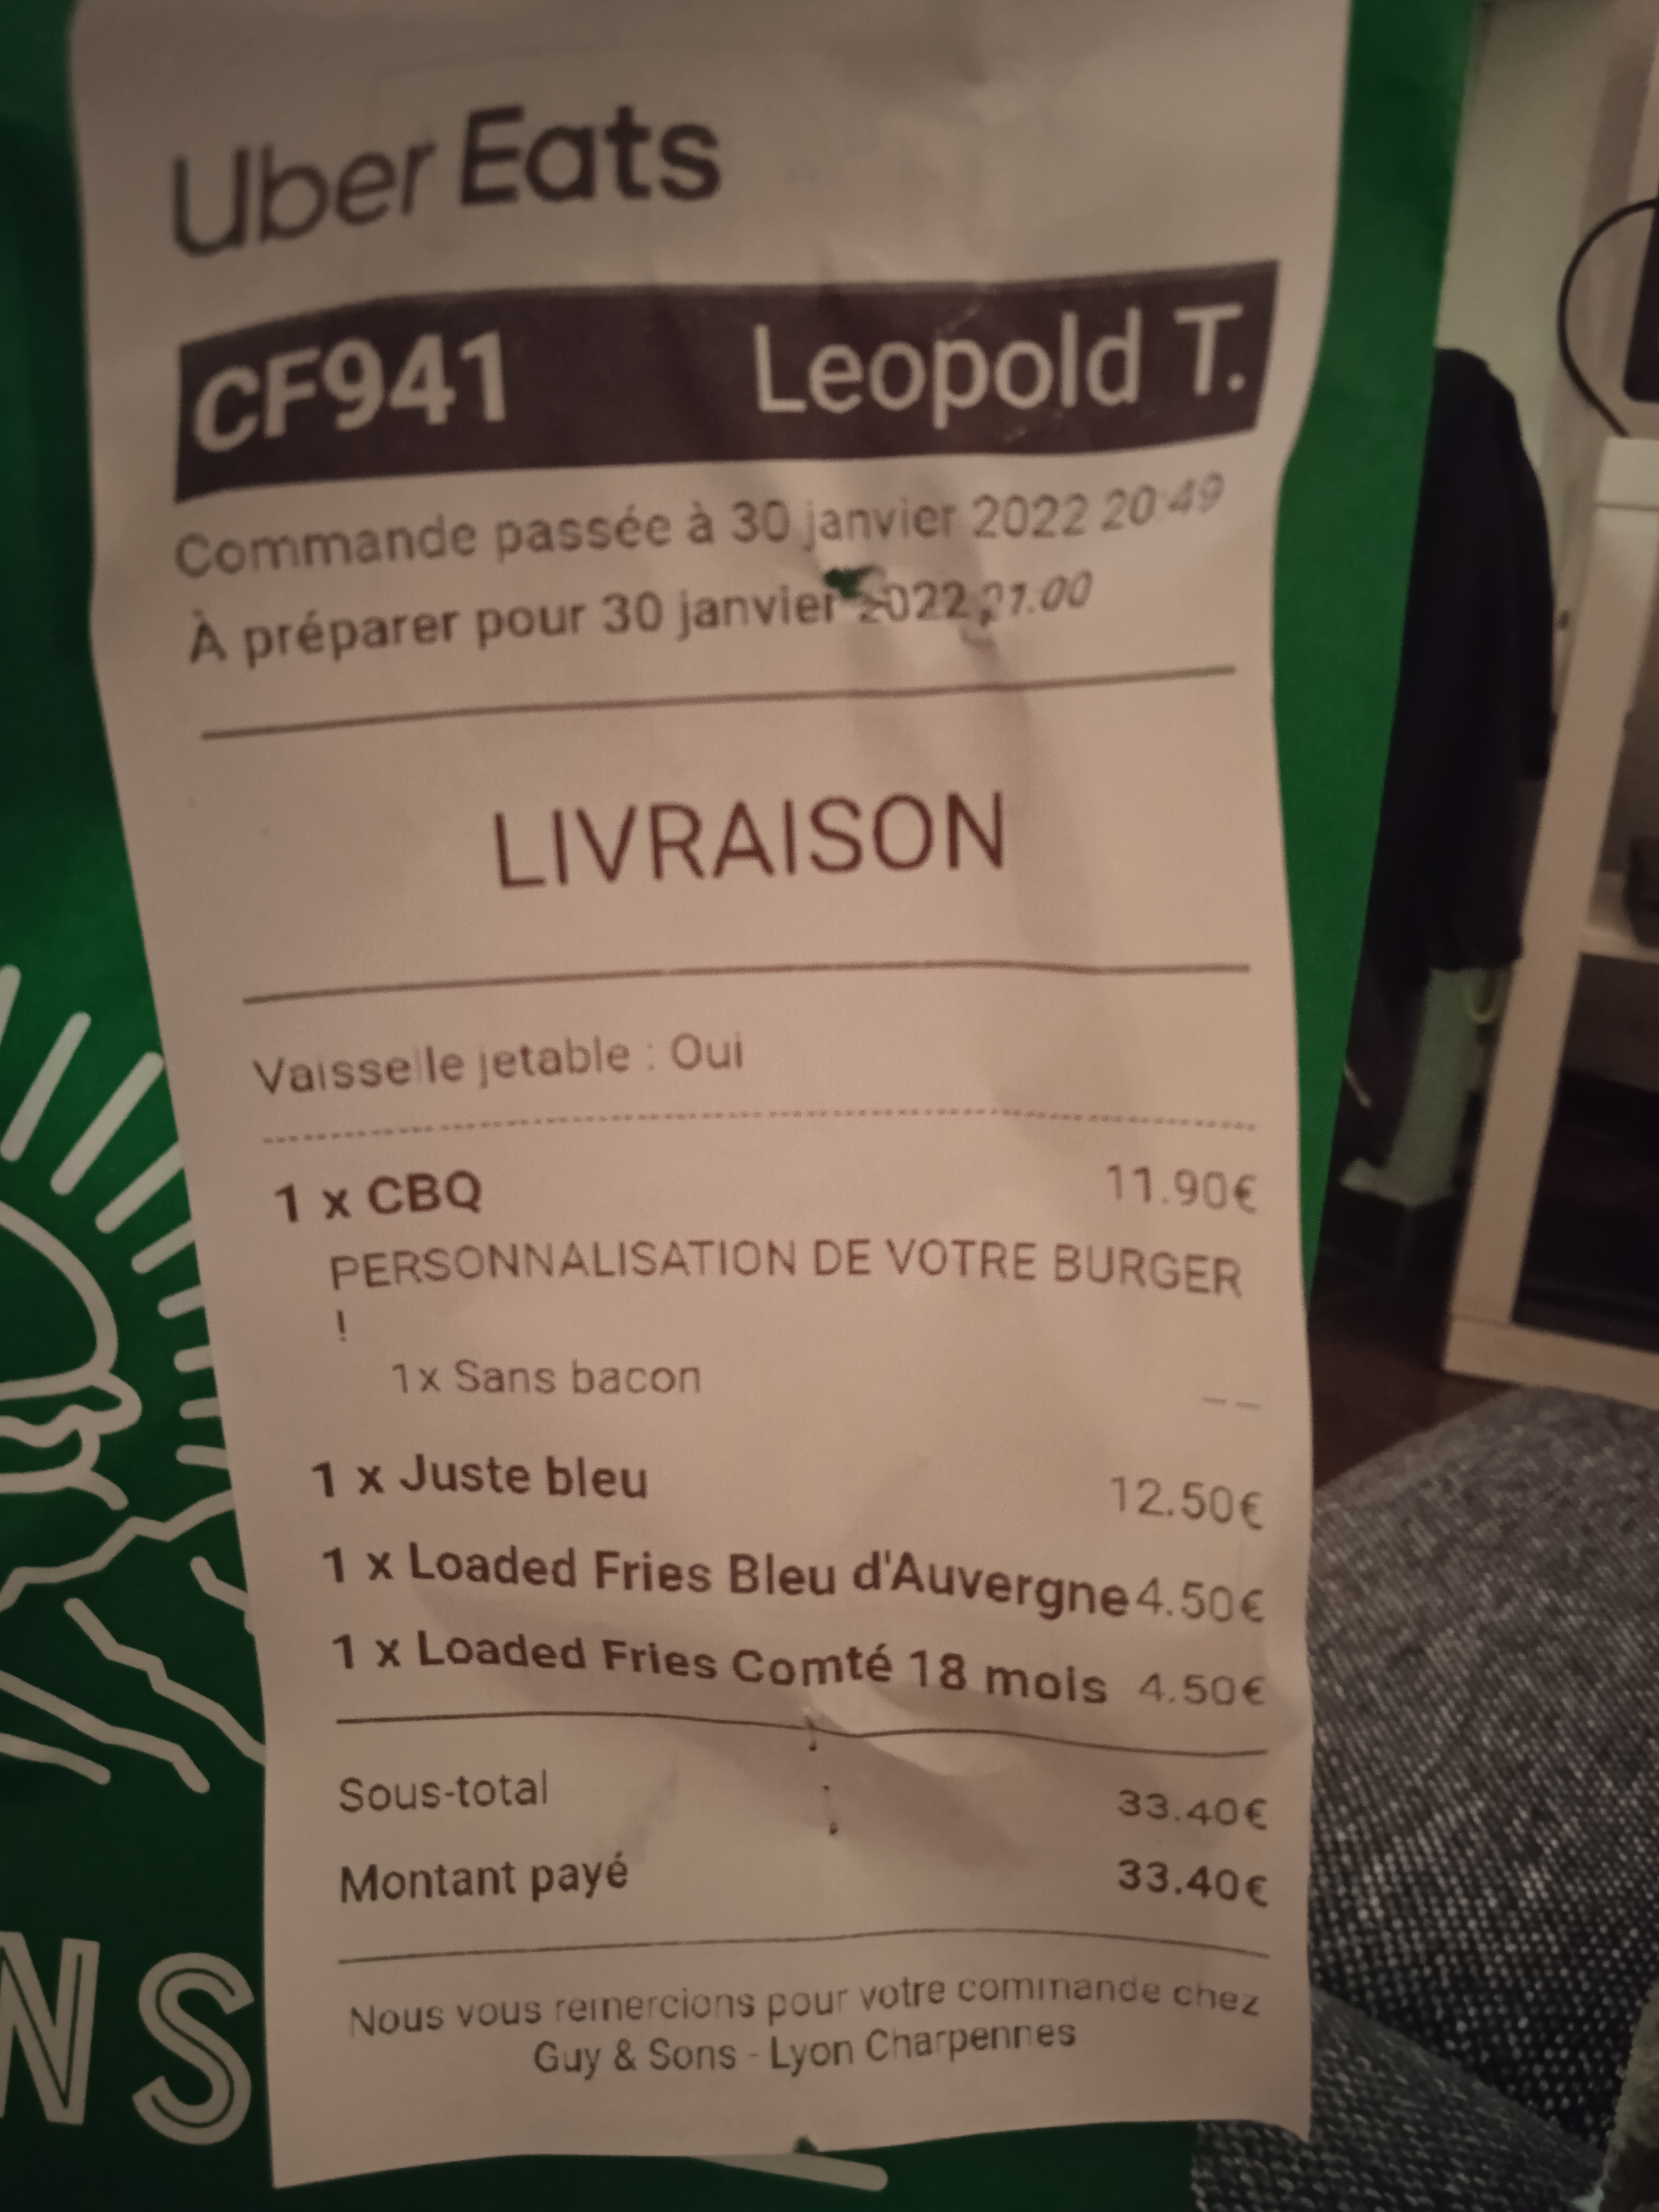 Uber Eats
CF941 Leopold T.
Commande passée à 30 janvier 2022 20:49
À préparer pour 30 janvier 2022 21:00
LIVRAISON
Vaisselle jetable : Oui
1 x CBQ 11.90€
PERSONNALISATION DE VOTRE BURGER
!
1x Sans bacon --
1 x Juste bleu 12.50€
1 x Loaded Fries Bleu d'Auvergne 4.50€
1 x Loaded Fries Comté 18 mois 4.50€
Sous-total 33.40€
Montant payé 33.40€
Nous vous remercions pour votre commande chez
Guy & Sons - Lyon Charpennes
NS